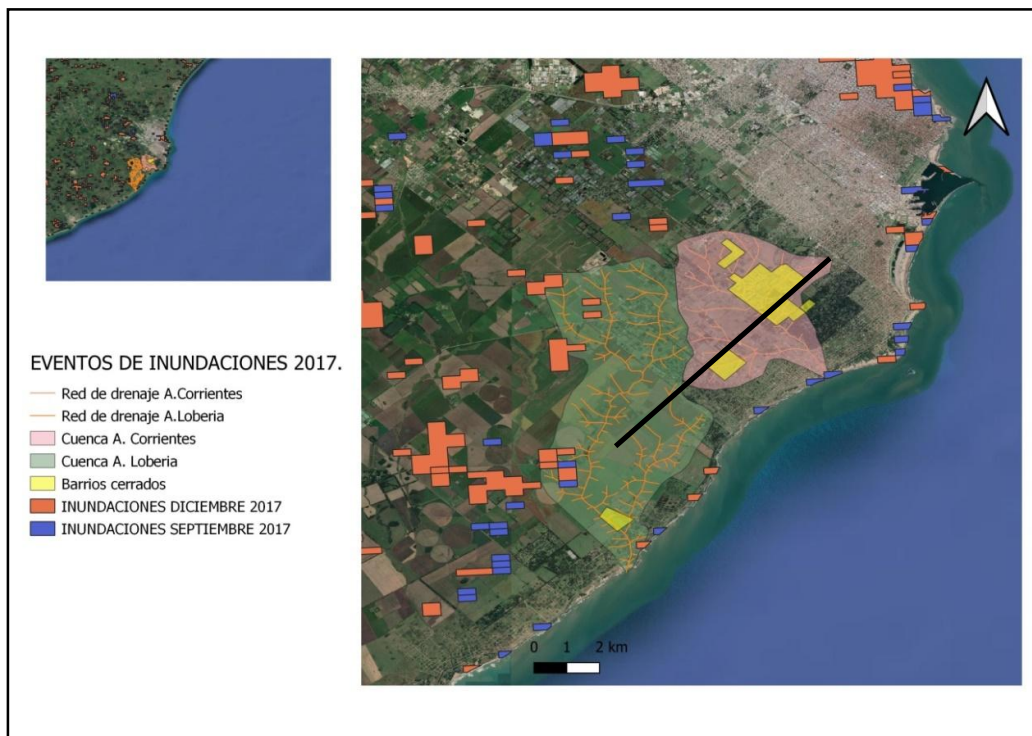 EVENTOS DE INUNDACIONES 2017.
Red de drenaje A.Corrientes
Red de drenaje A.Loberia
Cuenca A. Corrientes
Cuenca A. Loberia
Barrios cerrados
INUNDACIONES DICIEMBRE 2017
INUNDACIONES SEPTIEMBRE 2017
0 1 2 km